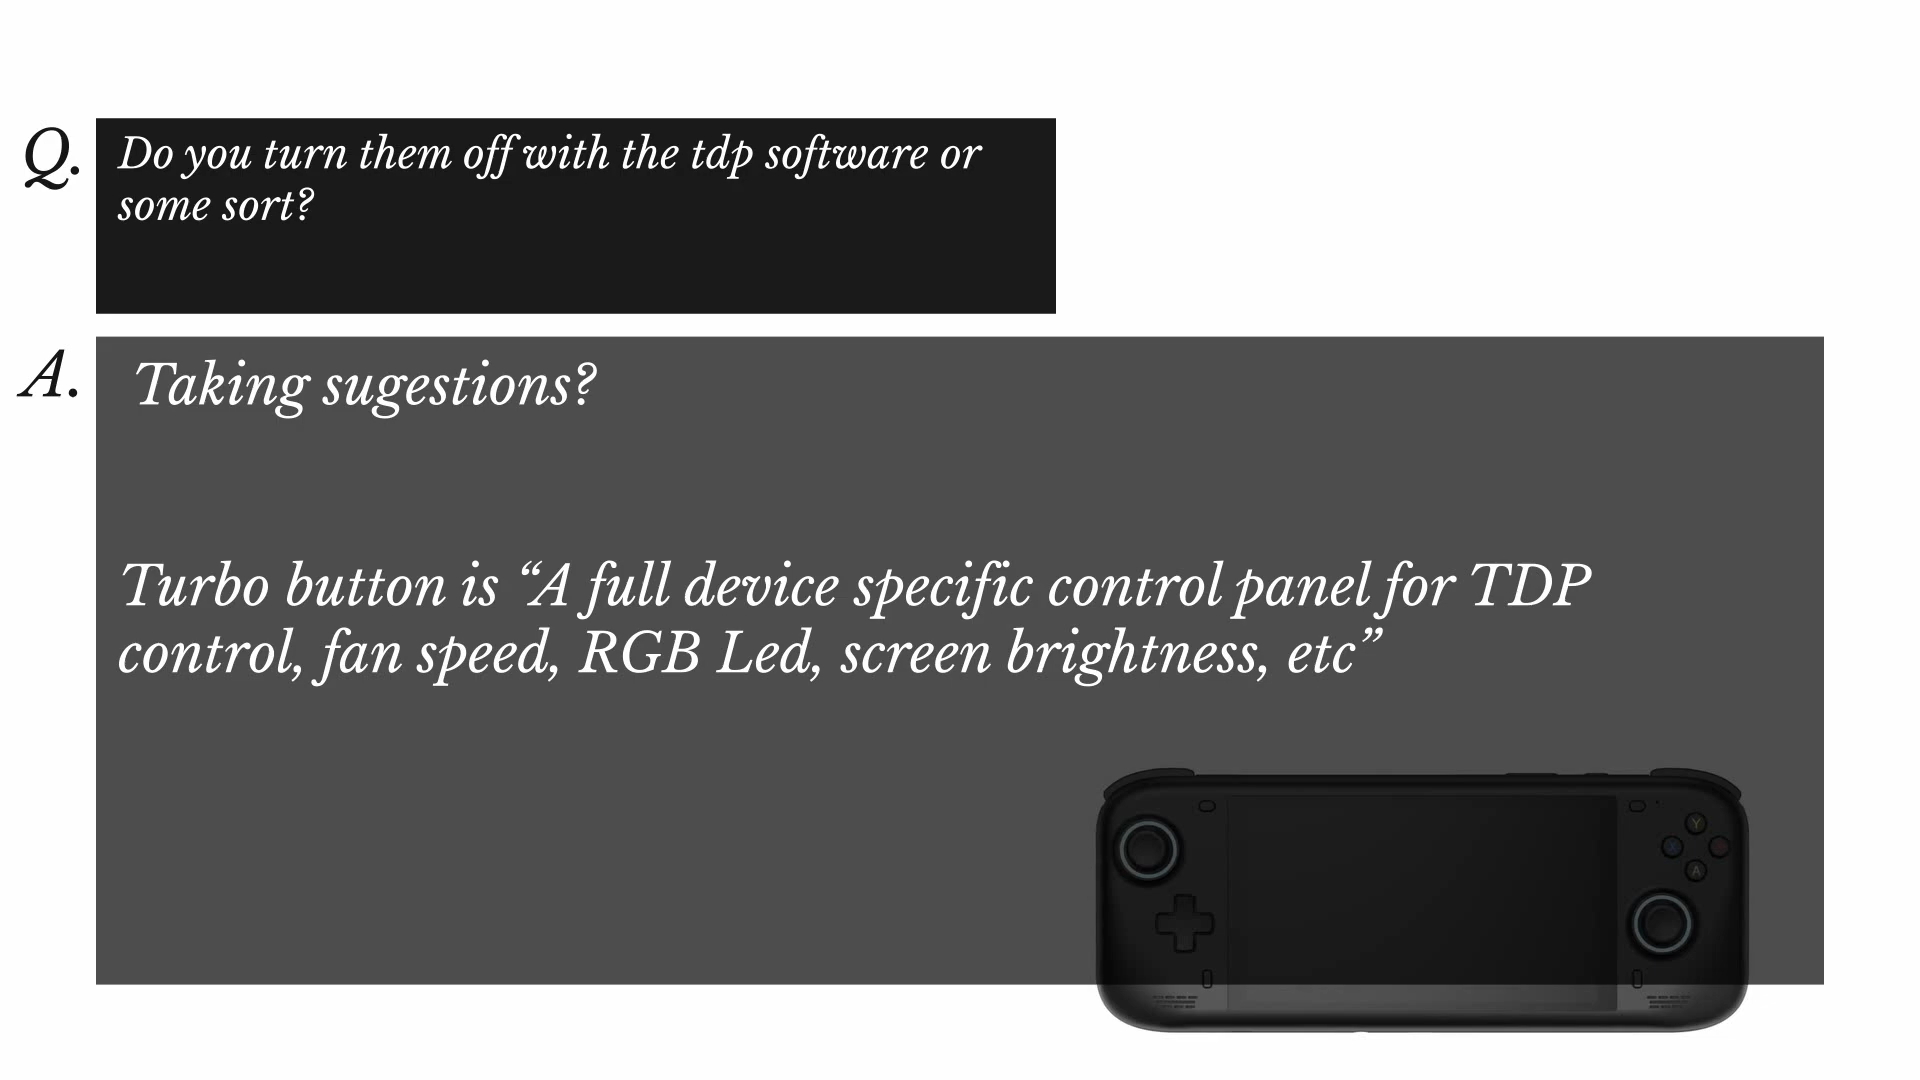 Q.
Do you turn them off with the tdp software or
some sort?
A.
Taking sugestions?
Turbo button is “A full device specific control panel for TDP
control, fan speed, RGB Led, screen brightness, etc”
Y
X
A